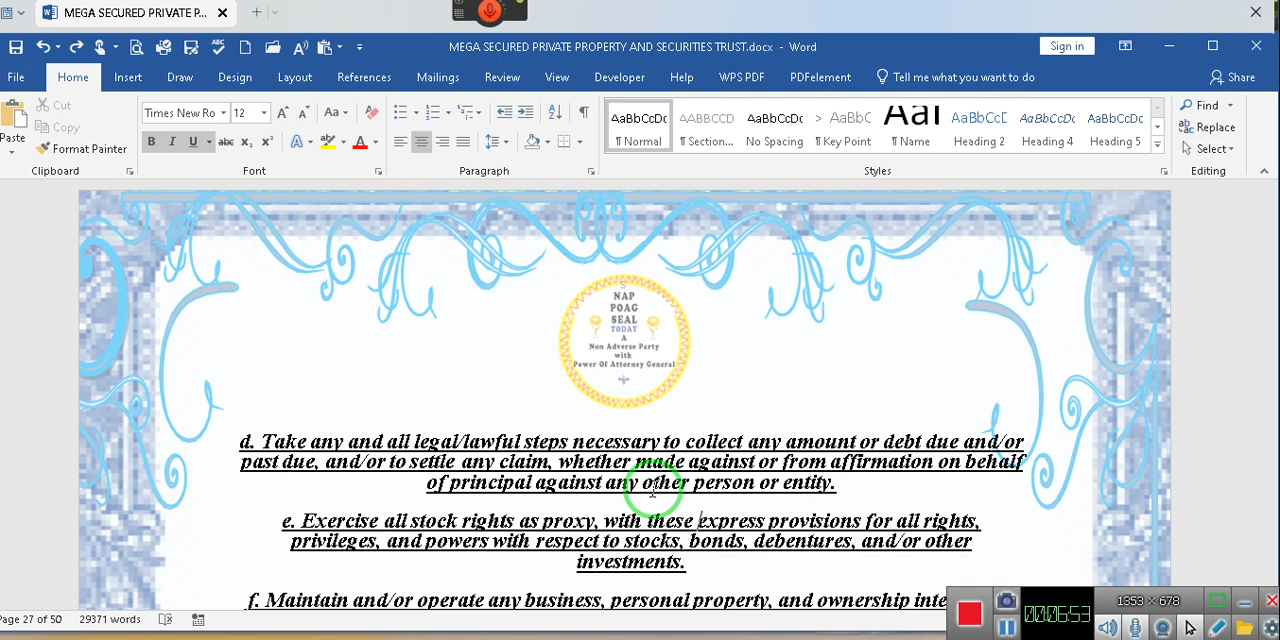 MEGA SECURED PRIVATE P...
MEGA SECURED PRIVATE PROPERTY AND SECURITIES TRUST.docx - Word
Sign in
File Home Insert Draw Design Layout References Mailings Review View Developer Help WPS PDF PDFelement Tell me what you want to do Share
Paste
Cut
Copy
Format Painter
Clipboard
Times New Ro 12
Font
Paragraph
AaBbCcDc AABBCCD AaBbCcDc > AaBbC AaI AaBbCcD AaBbCcDc AaBbCcDc
¶ Normal ¶ Section... No Spacing ¶ Key Point ¶ Name Heading 2 Heading 4 Heading 5
Styles
Find
Replace
Select
Editing
NAP
POAG
SEAL
TODAY
A
Non Adverse Party
with
Power Of Attorney General
d. Take any and all legal/lawful steps necessary to collect any amount or debt due and/or
past due, and/or to settle any claim, whether made against or from affirmation on behalf
of principal against any other person or entity.
e. Exercise all stock rights as proxy, with these express provisions for all rights,
privileges, and powers with respect to stocks, bonds, debentures, and/or other
investments.
f. Maintain and/or operate any business, personal property, and ownership inte
Page 27 of 50 29371 words
1353 × 678
00:06:53